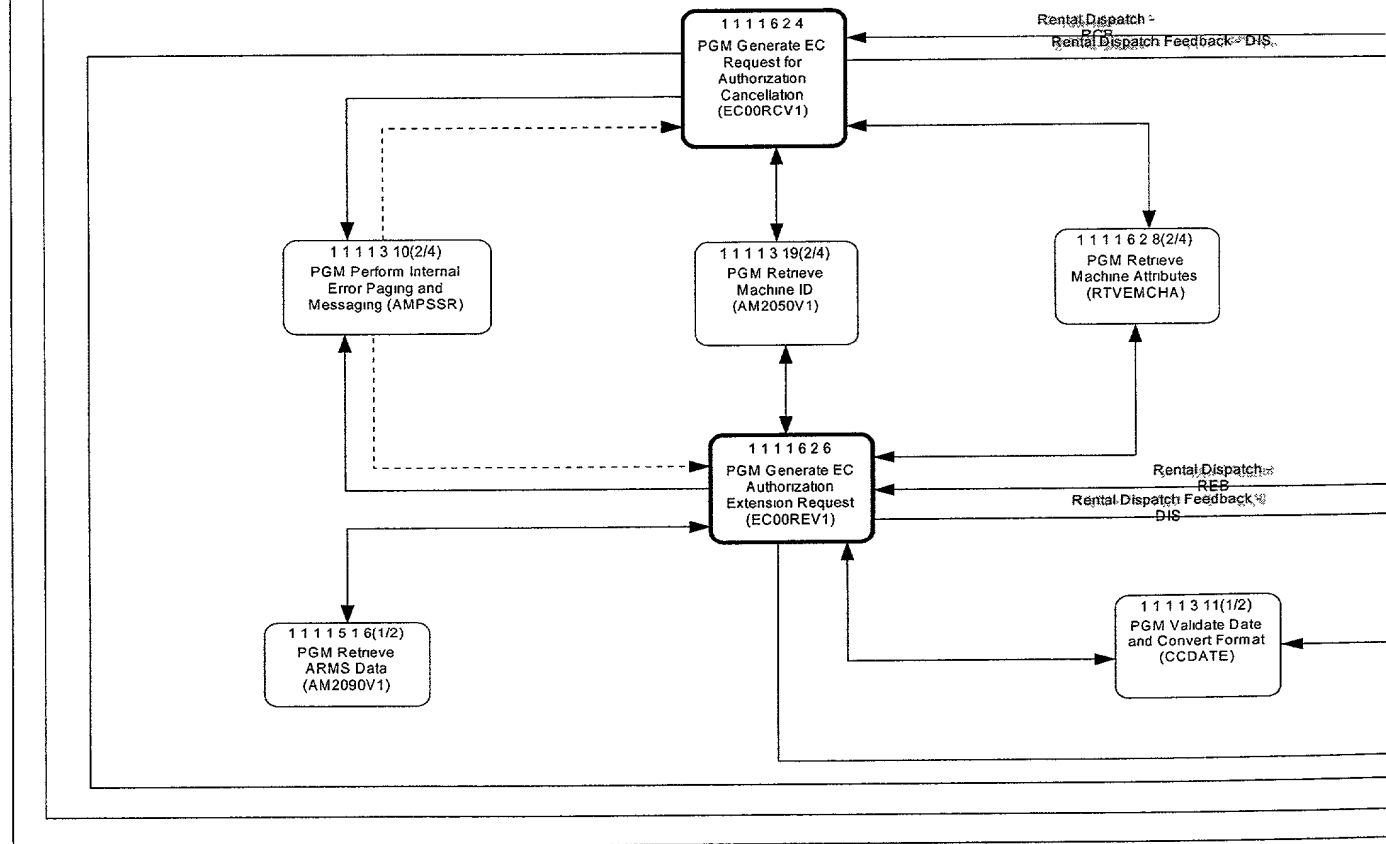 1 1 1 1 6 2 4
PGM Generate EC
Request for
Authorization
Cancellation
(EC00RCV1)
Rental Dispatch -
RCB
Rental Dispatch Feedback - DIS
1 1 1 1 3 10(2/4)
PGM Perform Internal
Error Paging and
Messaging (AMPSSR)
1 1 1 1 3 19(2/4)
PGM Retrieve
Machine ID
(AM2050V1)
1 1 1 1 6 2 8(2/4)
PGM Retrieve
Machine Attributes
(RTVEMCHA)
1 1 1 1 6 2 6
PGM Generate EC
Authorization
Extension Request
(EC00REV1)
Rental Dispatch -
REB
Rental Dispatch Feedback -
DIS
1 1 1 1 5 1 6(1/2)
PGM Retrieve
ARMS Data
(AM2090V1)
1 1 1 1 3 11(1/2)
PGM Validate Date
and Convert Format
(CCDATE)